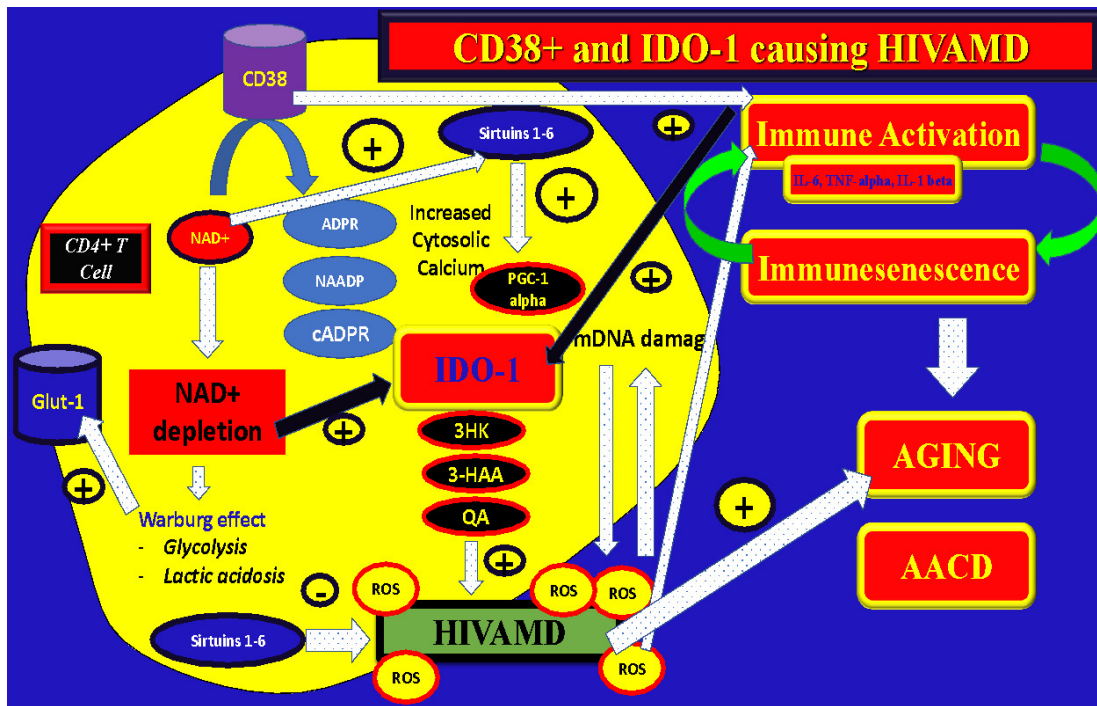 CD38+ and IDO-1 causing HIVAMD
CD38
Sirtuins 1-6
+
+
+
Immune Activation
IL-6, TNF-alpha, IL-1 beta
CD4+ T
Cell
NAD+
ADPR
Increased
Cytosolic
Calcium
NAADP
PGC-1
alpha
+
Immunesenescence
cADPR
mDNA damag
IDO-1
Glut-1
NAD+
depletion
+
3HK
3-HAA
QA
+
AGING
+
+
Warburg effect
- Glycolysis
- Lactic acidosis
-
ROS
ROS
ROS
AACD
Sirtuins 1-6
HIVAMD
ROS
ROS